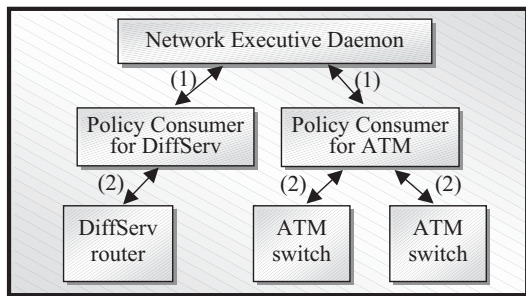 Network Executive Daemon
(1) (1)
Policy Consumer
for DiffServ
Policy Consumer
for ATM
(2) (2) (2)
DiffServ
router
ATM
switch
ATM
switch